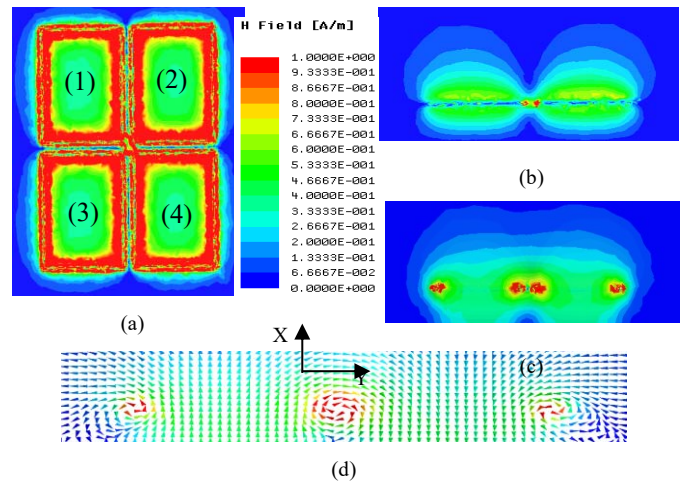 H Field [A/m]
1.0000E+000
9.3333E-001
8.6667E-001
8.0000E-001
7.3333E-001
6.6667E-001
6.0000E-001
5.3333E-001
4.6667E-001
4.0000E-001
3.3333E-001
2.6667E-001
2.0000E-001
1.3333E-001
6.6667E-002
0.0000E+000
(1)
(2)
(3)
(4)
(a)
(b)
(c)
X
Y
(d)